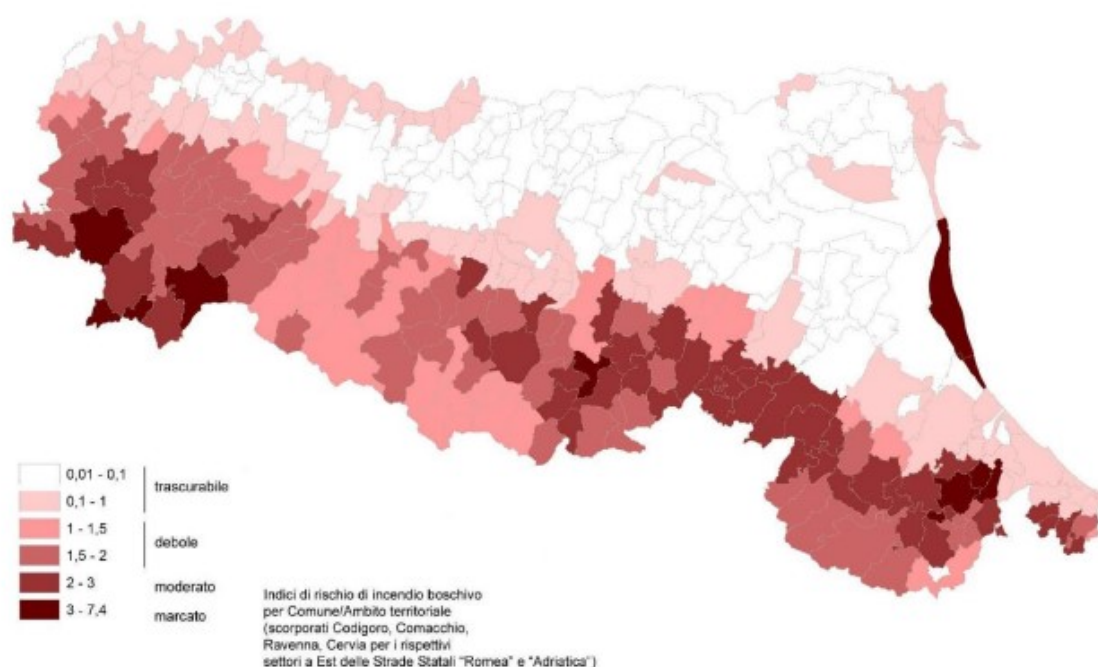 0,01 - 0,1
trascurabile
0,1 - 1
1 - 1,5
debole
1,5 - 2
2 - 3
moderato
3 - 7,4
marcato
Indici di rischio di incendio boschivo
per Comune/Ambito territoriale
(scorporati Codigoro, Comacchio,
Ravenna, Cervia per i rispettivi
settori a Est delle Strade Statali "Romea" e "Adriatica")